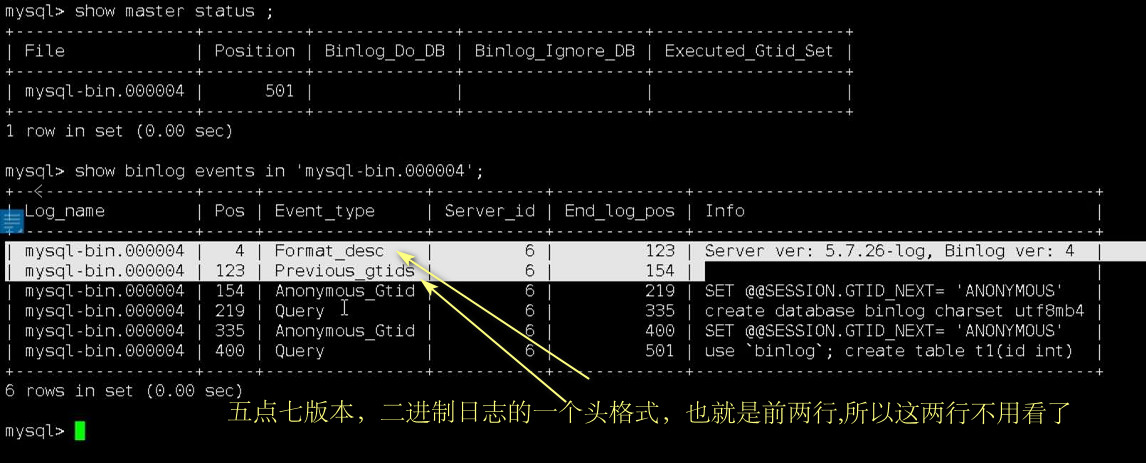 mysql> show master status ;
+------------------+----------+--------------+------------------+-------------------+
| File | Position | Binlog_Do_DB | Binlog_Ignore_DB | Executed_Gtid_Set |
+------------------+----------+--------------+------------------+-------------------+
| mysql-bin.000004 | 501 | | | |
+------------------+----------+--------------+------------------+-------------------+
1 row in set (0.00 sec)
mysql> show binlog events in 'mysql-bin.000004';
+------------------+-----+----------------+-----------+-------------+----------------------------------------+
| Log_name | Pos | Event_type | Server_id | End_log_pos | Info |
+------------------+-----+----------------+-----------+-------------+----------------------------------------+
| mysql-bin.000004 | 4 | Format_desc | 6 | 123 | Server ver: 5.7.26-log, Binlog ver: 4 |
| mysql-bin.000004 | 123 | Previous_gtids | 6 | 154 | |
| mysql-bin.000004 | 154 | Anonymous_Gtid | 6 | 219 | SET @@SESSION.GTID_NEXT= 'ANONYMOUS' |
| mysql-bin.000004 | 219 | Query | 6 | 335 | create database binlog charset utf8mb4 |
| mysql-bin.000004 | 335 | Anonymous_Gtid | 6 | 400 | SET @@SESSION.GTID_NEXT= 'ANONYMOUS' |
| mysql-bin.000004 | 400 | Query | 6 | 501 | use `binlog`; create table t1(id int) |
+------------------+-----+----------------+-----------+-------------+----------------------------------------+
6 rows in set (0.00 sec)
五点七版本，二进制日志的一个头格式，也就是前两行,所以这两行不用看了
mysql>